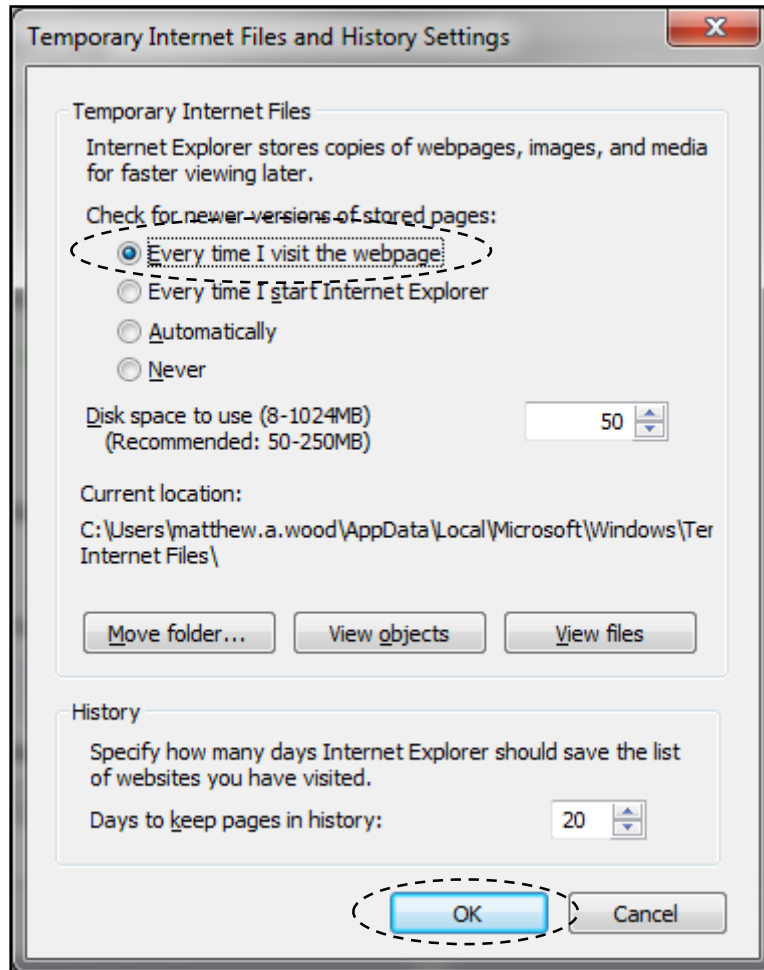 Temporary Internet Files and History Settings
Temporary Internet Files
Internet Explorer stores copies of webpages, images, and media
for faster viewing later.
Check for newer versions of stored pages:
Every time I visit the webpage
Every time I start Internet Explorer
Automatically
Never
Disk space to use (8-1024MB) 50
(Recommended: 50-250MB)
Current location:
C:\Users\matthew.a.wood\AppData\Local\Microsoft\Windows\Ter
Internet Files\
Move folder... View objects View files
History
Specify how many days Internet Explorer should save the list
of websites you have visited.
Days to keep pages in history: 20
OK Cancel